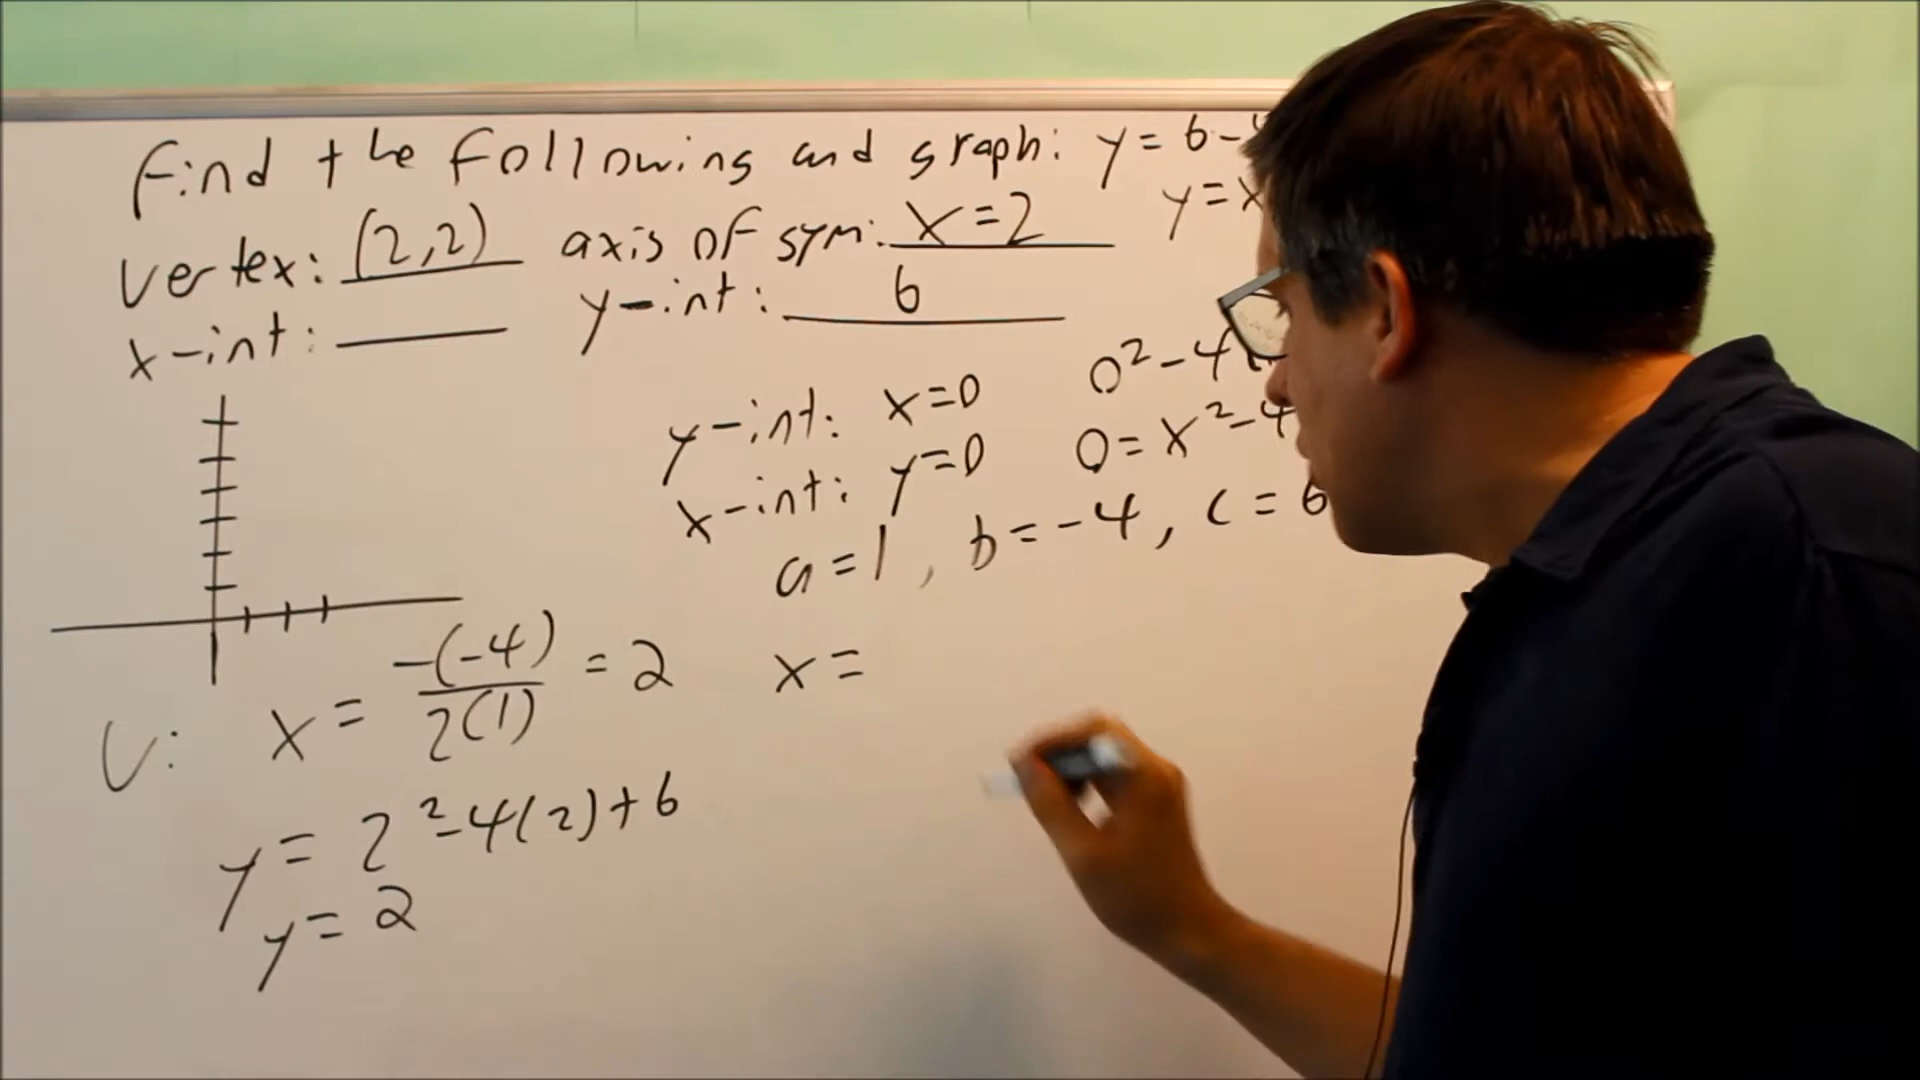 Find the following and graph: y = 6 -
y = x
vertex: (2,2) axis of sym: x = 2
x-int: y-int: 6
y-int: x=0 0² - 4
x-int: y=0 0 = x² - 4
a = 1, b = -4, c = 6
V: x = -(-4)/2(1) = 2 x =
y = 2² - 4(2) + 6
y = 2